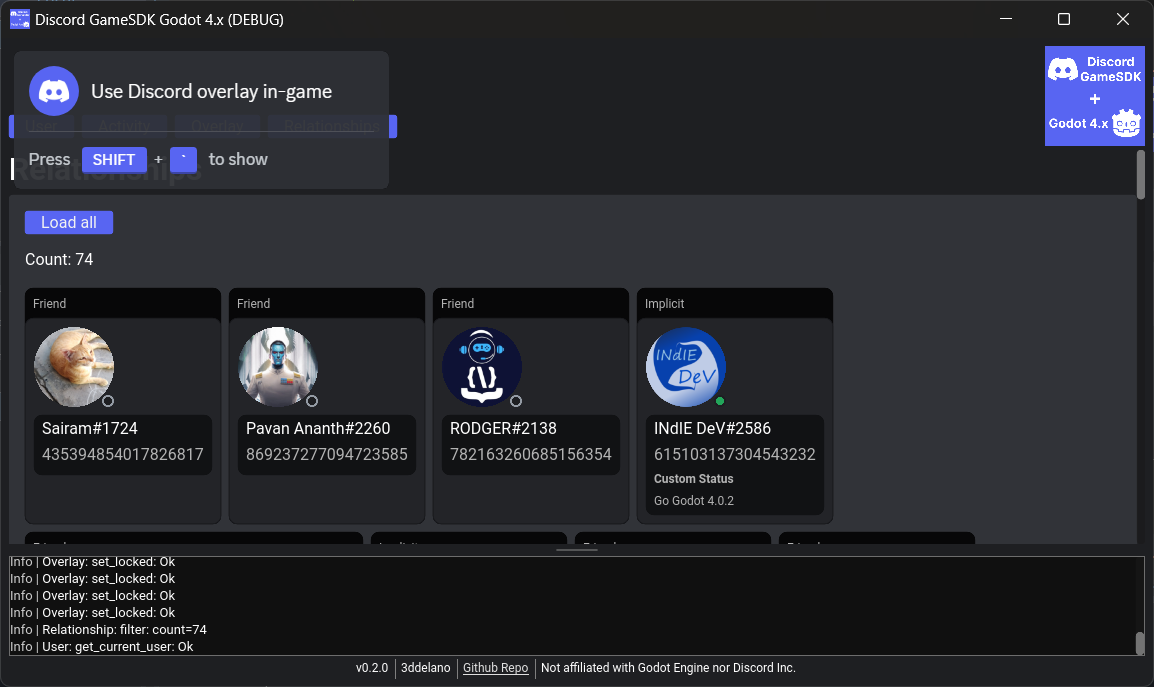 Discord GameSDK Godot 4.x (DEBUG)
Use Discord overlay in-game
Discord
GameSDK
+
Godot 4.x
User Activity Overlay Relationships
Press SHIFT + ` to show
Relationships
Load all
Count: 74
Friend
Sairam#1724
435394854017826817
Friend
Pavan Ananth#2260
869237277094723585
Friend
RODGER#2138
782163260685156354
Implicit
INdIE
DeV
INdIE DeV#2586
615103137304543232
Custom Status
Go Godot 4.0.2
Info | Overlay: set_locked: Ok
Info | Overlay: set_locked: Ok
Info | Overlay: set_locked: Ok
Info | Overlay: set_locked: Ok
Info | Relationship: filter: count=74
Info | User: get_current_user: Ok
v0.2.0 | 3ddelano | Github Repo | Not affiliated with Godot Engine nor Discord Inc.